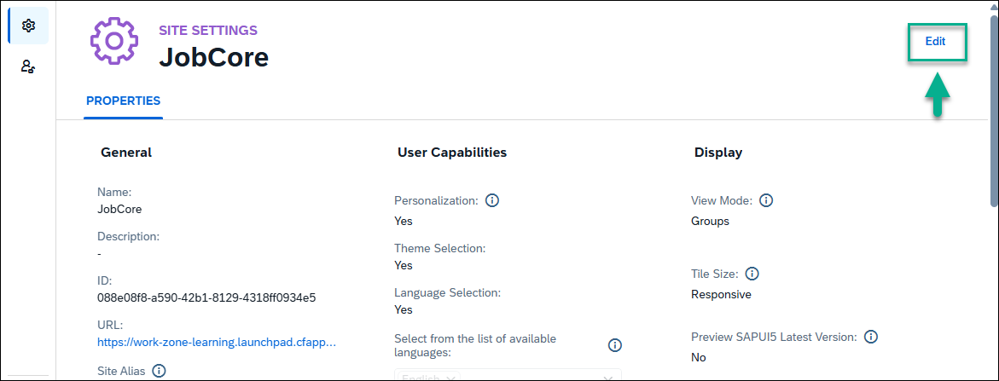 SITE SETTINGS
JobCore
Edit
PROPERTIES
General
Name:
JobCore
Description:
-
ID:
088e08f8-a590-42b1-8129-4318ff0934e5
URL:
https://work-zone-learning.launchpad.cfapp...
Site Alias
User Capabilities
Personalization:
Yes
Theme Selection:
Yes
Language Selection:
Yes
Select from the list of available
languages:
English
Display
View Mode:
Groups
Tile Size:
Responsive
Preview SAPUI5 Latest Version:
No